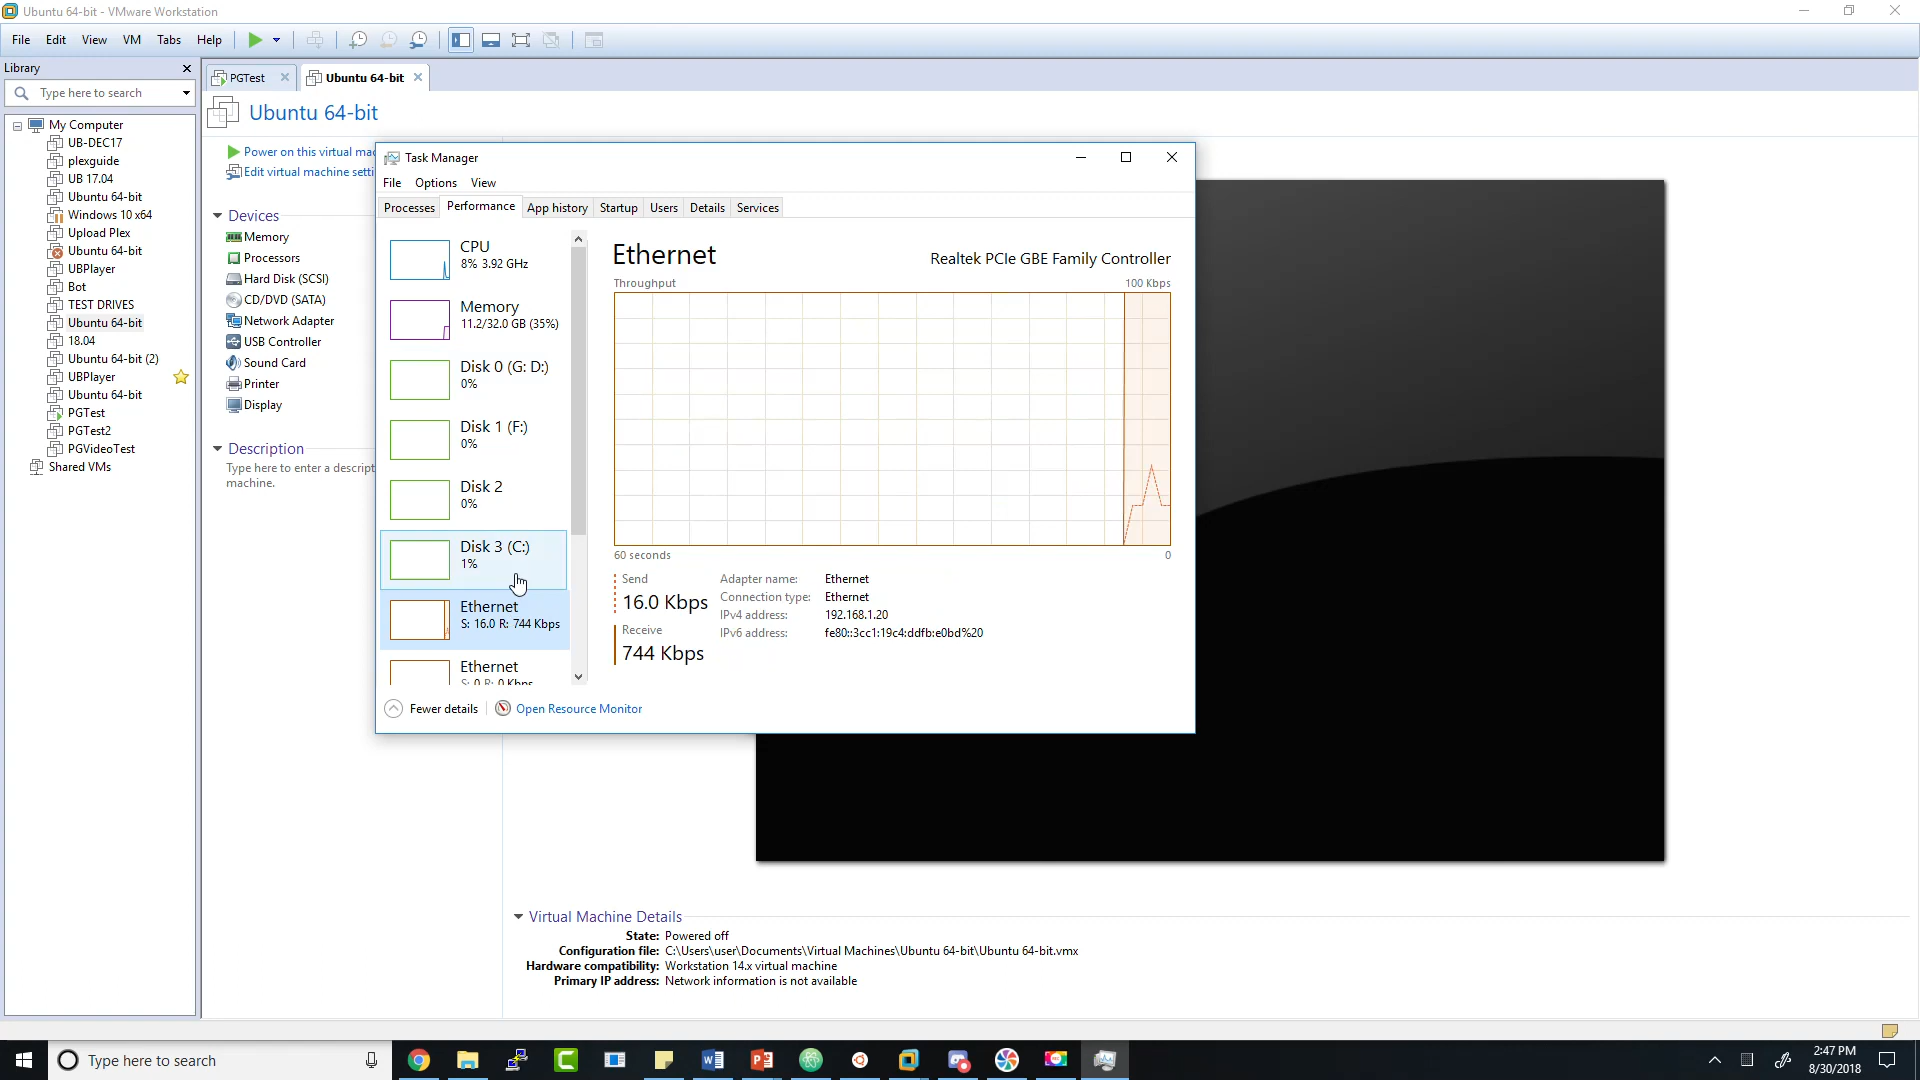 Ubuntu 64-bit - VMware Workstation
File Edit View VM Tabs Help
Library
Type here to search
My Computer
UB-DEC17
plexguide
UB 17.04
Ubuntu 64-bit
Windows 10 x64
Upload Plex
Ubuntu 64-bit
UBPlayer
Bot
TEST DRIVES
Ubuntu 64-bit
18.04
Ubuntu 64-bit (2)
UBPlayer
Ubuntu 64-bit
PGTest
PGTest2
PGVideoTest
Shared VMs
PGTest Ubuntu 64-bit
Ubuntu 64-bit
Power on this virtual mac
Edit virtual machine setti
Devices
Memory
Processors
Hard Disk (SCSI)
CD/DVD (SATA)
Network Adapter
USB Controller
Sound Card
Printer
Display
Description
Type here to enter a descript
machine.
Task Manager
File Options View
Processes Performance App history Startup Users Details Services
CPU
8% 3.92 GHz
Memory
11.2/32.0 GB (35%)
Disk 0 (G: D:)
0%
Disk 1 (F:)
0%
Disk 2
0%
Disk 3 (C:)
1%
Ethernet
S: 16.0 R: 744 Kbps
Ethernet
S: 0 R: 0 Kbps
Ethernet Realtek PCIe GBE Family Controller
Throughput 100 Kbps
60 seconds 0
Send
16.0 Kbps
Receive
744 Kbps
Adapter name: Ethernet
Connection type: Ethernet
IPv4 address: 192.168.1.20
IPv6 address: fe80::3cc1:19c4:ddfb:e0bd%20
Fewer details Open Resource Monitor
Virtual Machine Details
State: Powered off
Configuration file: C:\Users\user\Documents\Virtual Machines\Ubuntu 64-bit\Ubuntu 64-bit.vmx
Hardware compatibility: Workstation 14.x virtual machine
Primary IP address: Network information is not available
Type here to search
2:47 PM
8/30/2018